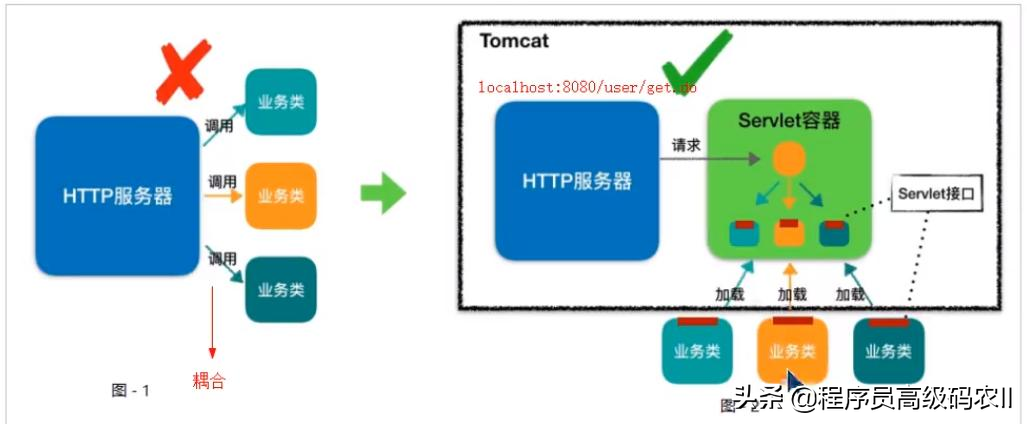 调用
业务类
HTTP服务器
调用
业务类
调用
业务类
耦合
图 - 1
Tomcat
localhost:8080/user/get.do
HTTP服务器
请求
Servlet容器
Servlet接口
加载
加载
加载
业务类
业务类
业务类
图 - 2
头条 @程序员高级码农II